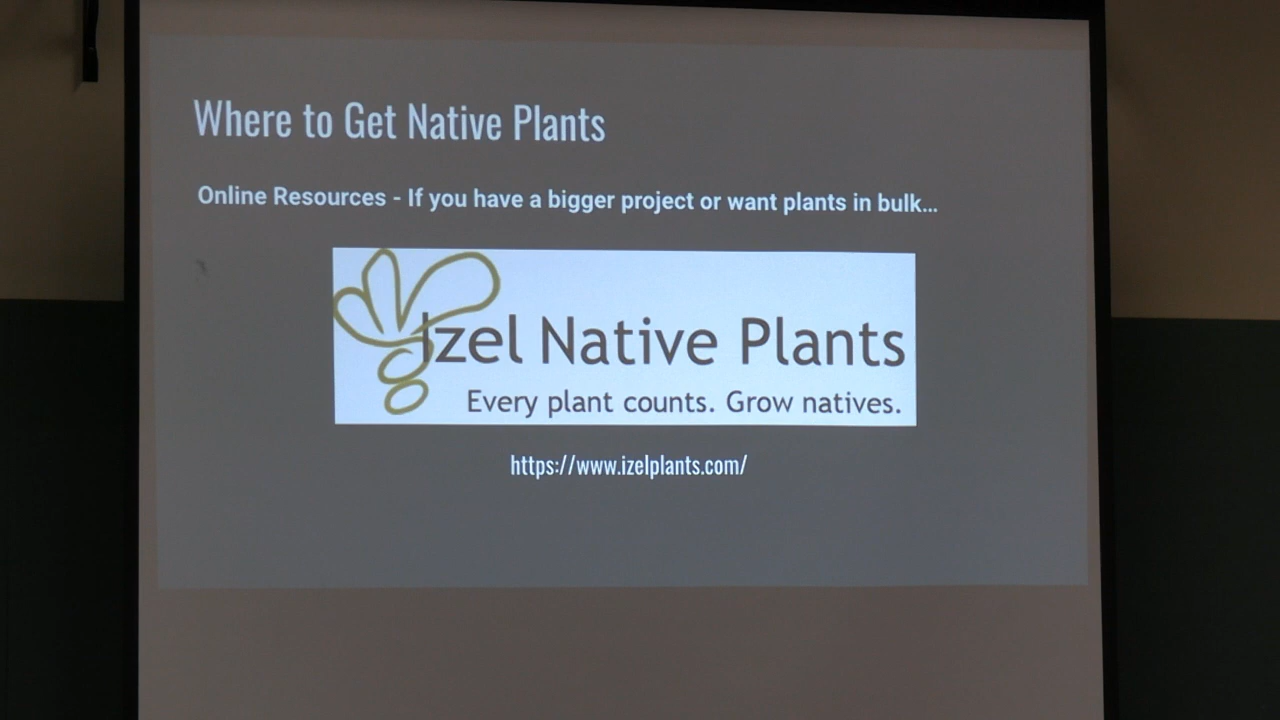 Where to Get Native Plants
Online Resources - If you have a bigger project or want plants in bulk...
Izel Native Plants
Every plant counts. Grow natives.
https://www.izelplants.com/